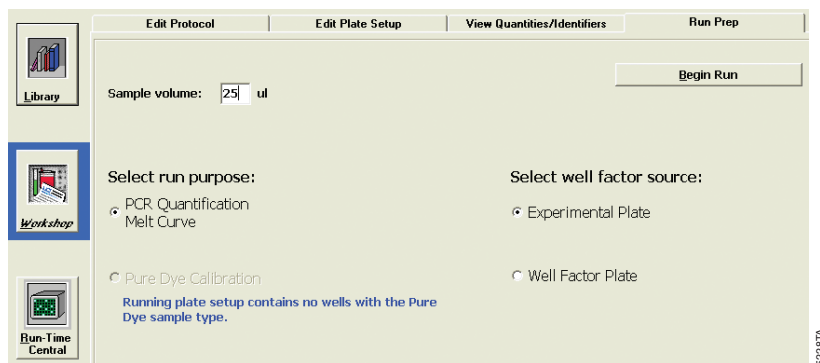 Edit Protocol
Edit Plate Setup
View Quantities/Identifiers
Run Prep
Library
Sample volume: 25 ul
Begin Run
Workshop
Select run purpose:
PCR Quantification
Melt Curve
Pure Dye Calibration
Running plate setup contains no wells with the Pure
Dye sample type.
Select well factor source:
Experimental Plate
Well Factor Plate
Run-Time
Central